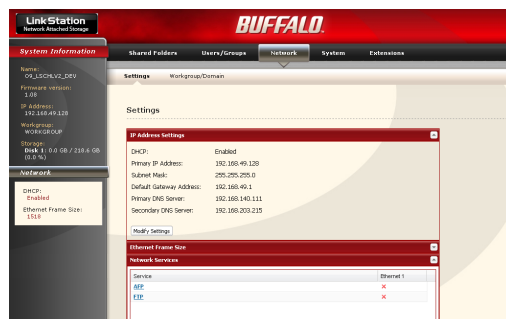 LinkStation
Network Attached Storage
BUFFALO.
System Information
Shared Folders Users/Groups Network System Extensions
Settings Workgroup/Domain
Name:
O9_LSCHLV2_DEV
Firmware version:
1.08
IP Address:
192.168.49.128
Workgroup:
WORKGROUP
Storage:
Disk 1: 0.0 GB / 218.6 GB
(0.0 %)
Network
DHCP:
Enabled
Ethernet Frame Size:
1518
Settings
IP Address Settings
DHCP: Enabled
Primary IP Address: 192.168.49.128
Subnet Mask: 255.255.255.0
Default Gateway Address: 192.168.49.1
Primary DNS Server: 192.168.140.111
Secondary DNS Server: 192.168.203.215
Modify Settings
Ethernet Frame Size
Network Services
Service Ethernet 1
AFP
FTP